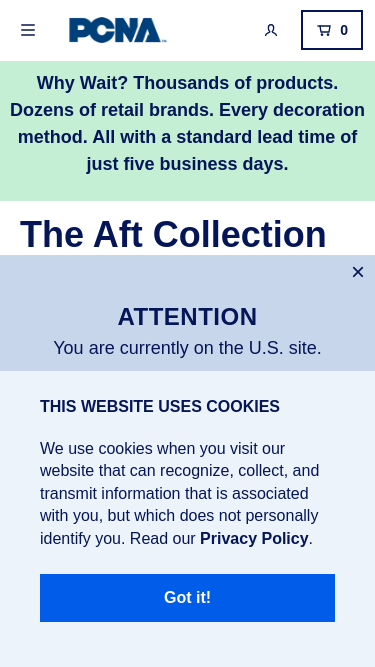 PCNA
0
Why Wait? Thousands of products.
Dozens of retail brands. Every decoration
method. All with a standard lead time of
just five business days.
The Aft Collection
ATTENTION
You are currently on the U.S. site.
THIS WEBSITE USES COOKIES
We use cookies when you visit our
website that can recognize, collect, and
transmit information that is associated
with you, but which does not personally
identify you. Read our Privacy Policy.
Got it!